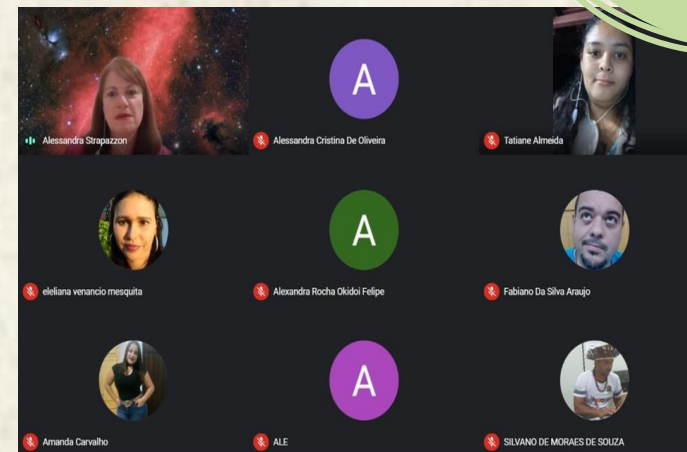 Alessandra Strapazzon
A
Alessandra Cristina De Oliveira
Tatiane Almeida
eleliana venancio mesquita
A
Alexandra Rocha Okidoi Felipe
Fabiano Da Silva Araujo
Amanda Carvalho
A
ALE
SILVANO DE MORAES DE SOUZA